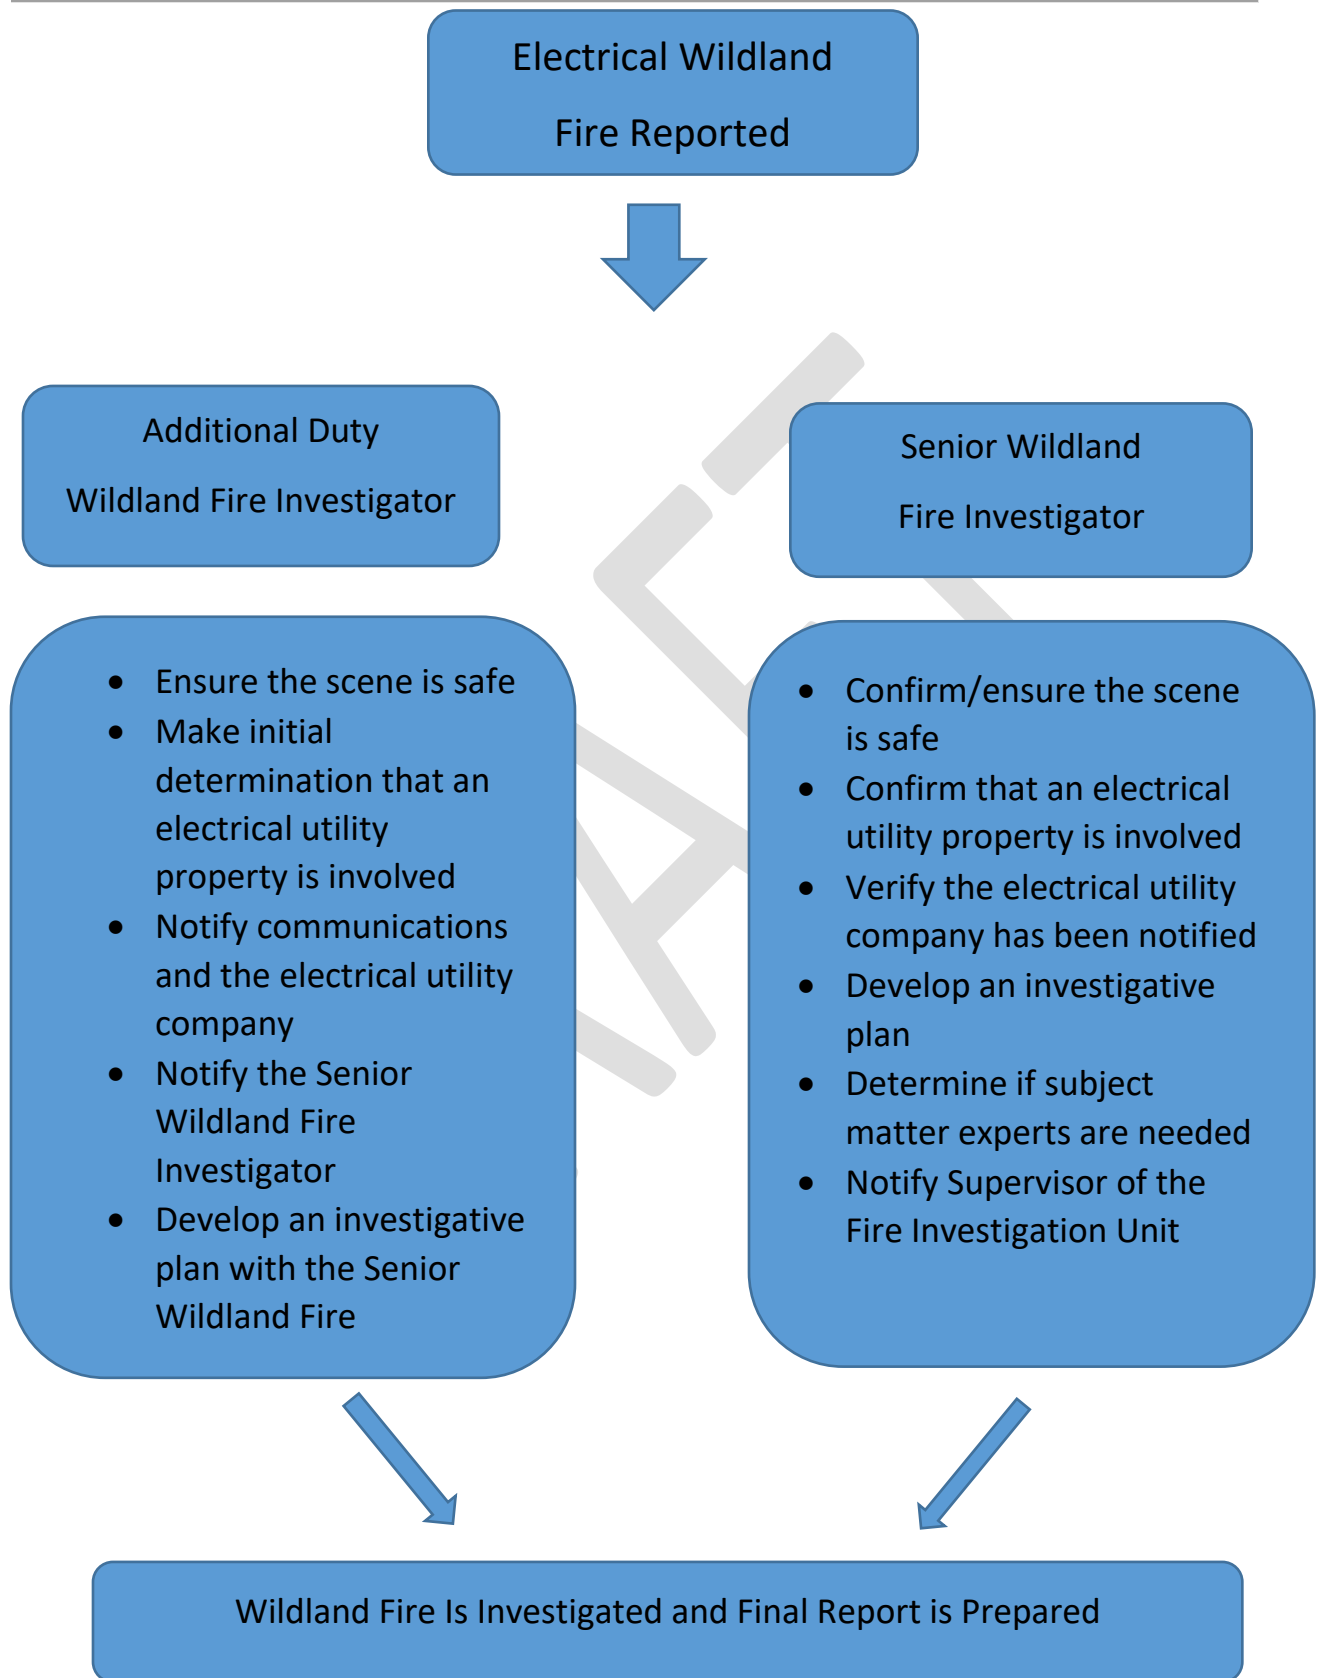 Electrical Wildland
Fire Reported
Additional Duty
Wildland Fire Investigator
Senior Wildland
Fire Investigator
• Ensure the scene is safe
• Make initial
determination that an
electrical utility
property is involved
• Notify communications
and the electrical utility
company
• Notify the Senior
Wildland Fire
Investigator
• Develop an investigative
plan with the Senior
Wildland Fire
• Confirm/ensure the scene
is safe
• Confirm that an electrical
utility property is involved
• Verify the electrical utility
company has been notified
• Develop an investigative
plan
• Determine if subject
matter experts are needed
• Notify Supervisor of the
Fire Investigation Unit
Wildland Fire Is Investigated and Final Report is Prepared